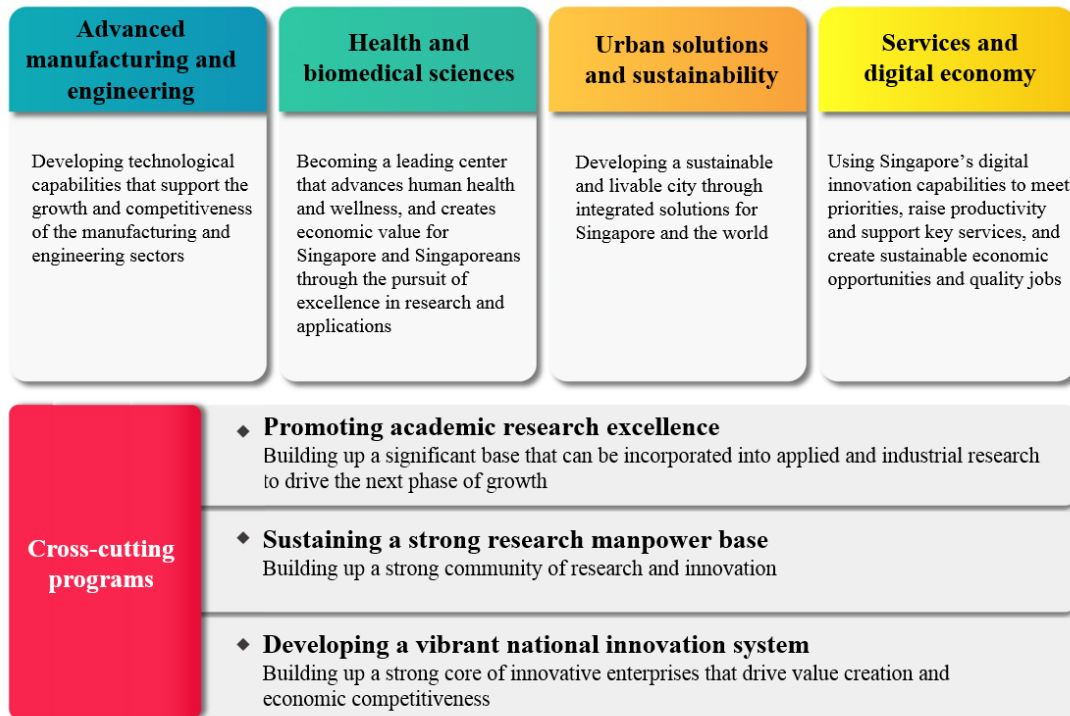 Advanced
manufacturing and
engineering
Developing technological
capabilities that support the
growth and competitiveness
of the manufacturing and
engineering sectors
Health and
biomedical sciences
Becoming a leading center
that advances human health
and wellness, and creates
economic value for
Singapore and Singaporeans
through the pursuit of
excellence in research and
applications
Urban solutions
and sustainability
Developing a sustainable
and livable city through
integrated solutions for
Singapore and the world
Services and
digital economy
Using Singapore’s digital
innovation capabilities to meet
priorities, raise productivity
and support key services, and
create sustainable economic
opportunities and quality jobs
Cross-cutting
programs
◆ Promoting academic research excellence
Building up a significant base that can be incorporated into applied and industrial research
to drive the next phase of growth
◆ Sustaining a strong research manpower base
Building up a strong community of research and innovation
◆ Developing a vibrant national innovation system
Building up a strong core of innovative enterprises that drive value creation and
economic competitiveness